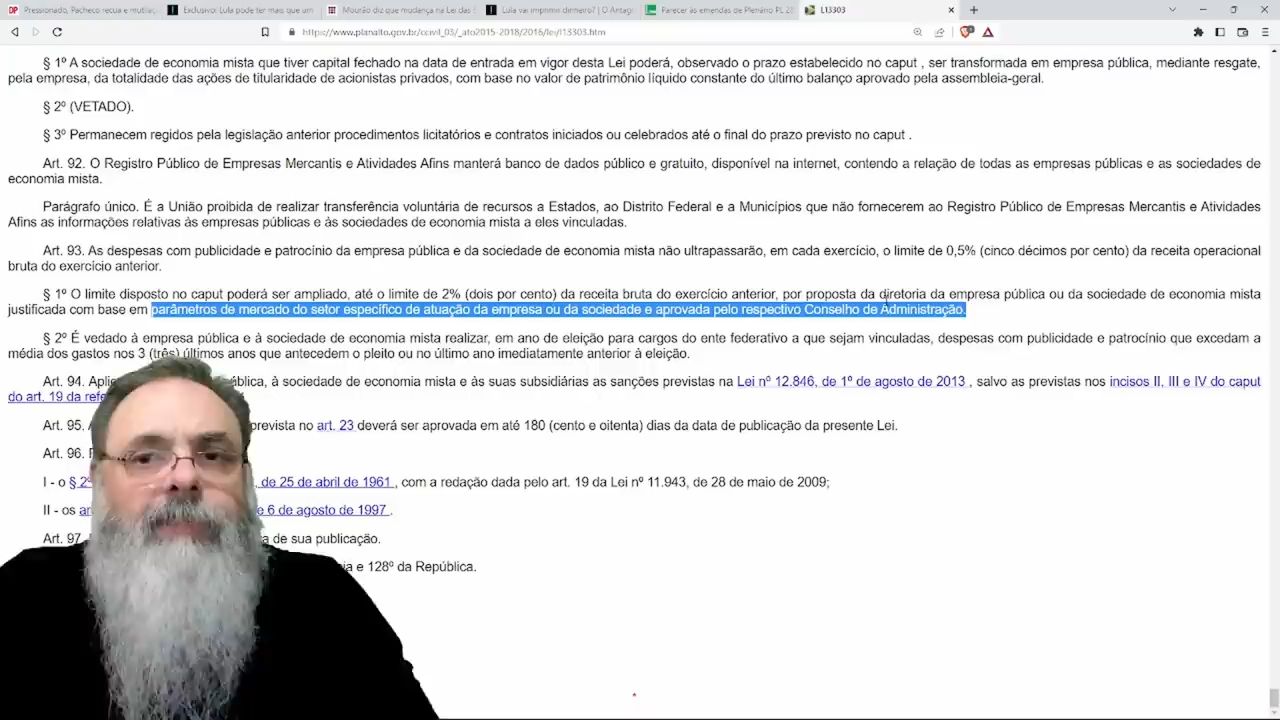 Pressionado, Pacheco recua e mutila
Exclusivo: Lula pode ter mais que um
Mourão diz que mudança na Lei das
Lula vai imprimir dinheiro? | O Antag
Parecer às emendas de Plenário PL 2
L13303
https://www.planalto.gov.br/ccivil_03/_ato2015-2018/2016/lei/l13303.htm
§ 1º A sociedade de economia mista que tiver capital fechado na data de entrada em vigor desta Lei poderá, observado o prazo estabelecido no caput , ser transformada em empresa pública, mediante resgate,
pela empresa, da totalidade das ações de titularidade de acionistas privados, com base no valor de patrimônio líquido constante do último balanço aprovado pela assembleia-geral.
§ 2º (VETADO).
§ 3º Permanecem regidos pela legislação anterior procedimentos licitatórios e contratos iniciados ou celebrados até o final do prazo previsto no caput .
Art. 92. O Registro Público de Empresas Mercantis e Atividades Afins manterá banco de dados público e gratuito, disponível na internet, contendo a relação de todas as empresas públicas e as sociedades de
economia mista.
Parágrafo único. É a União proibida de realizar transferência voluntária de recursos a Estados, ao Distrito Federal e a Municípios que não fornecerem ao Registro Público de Empresas Mercantis e Atividades
Afins as informações relativas às empresas públicas e às sociedades de economia mista a eles vinculadas.
Art. 93. As despesas com publicidade e patrocínio da empresa pública e da sociedade de economia mista não ultrapassarão, em cada exercício, o limite de 0,5% (cinco décimos por cento) da receita operacional
bruta do exercício anterior.
§ 1º O limite disposto no caput poderá ser ampliado, até o limite de 2% (dois por cento) da receita bruta do exercício anterior, por proposta da diretoria da empresa pública ou da sociedade de economia mista
justificada com base em parâmetros de mercado do setor específico de atuação da empresa ou da sociedade e aprovada pelo respectivo Conselho de Administração.
§ 2º É vedado à empresa pública e à sociedade de economia mista realizar, em ano de eleição para cargos do ente federativo a que sejam vinculadas, despesas com publicidade e patrocínio que excedam a
média dos gastos nos 3 (três) últimos anos que antecedem o pleito ou no último ano imediatamente anterior à eleição.
Art. 94. à sociedade de economia mista e às suas subsidiárias as sanções previstas na Lei nº 12.846, de 1º de agosto de 2013 , salvo as previstas nos incisos II, III e IV do caput
do art. 19 da
Art. 95. prevista no art. 23 deverá ser aprovada em até 180 (cento e oitenta) dias da data de publicação da presente Lei.
Art. 96.
I - o § de 25 de abril de 1961 , com a redação dada pelo art. 19 da Lei nº 11.943, de 28 de maio de 2009;
II - os de 6 de agosto de 1997 .
Art. 97. de sua publicação.
e 128º da República.